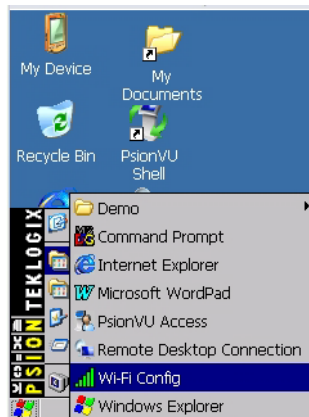 My Device
My
Documents
Recycle Bin
PsionVU
Shell
PSION TEKLOGIX
Demo
Command Prompt
Internet Explorer
Microsoft WordPad
PsionVU Access
Remote Desktop Connection
Wi-Fi Config
Windows Explorer